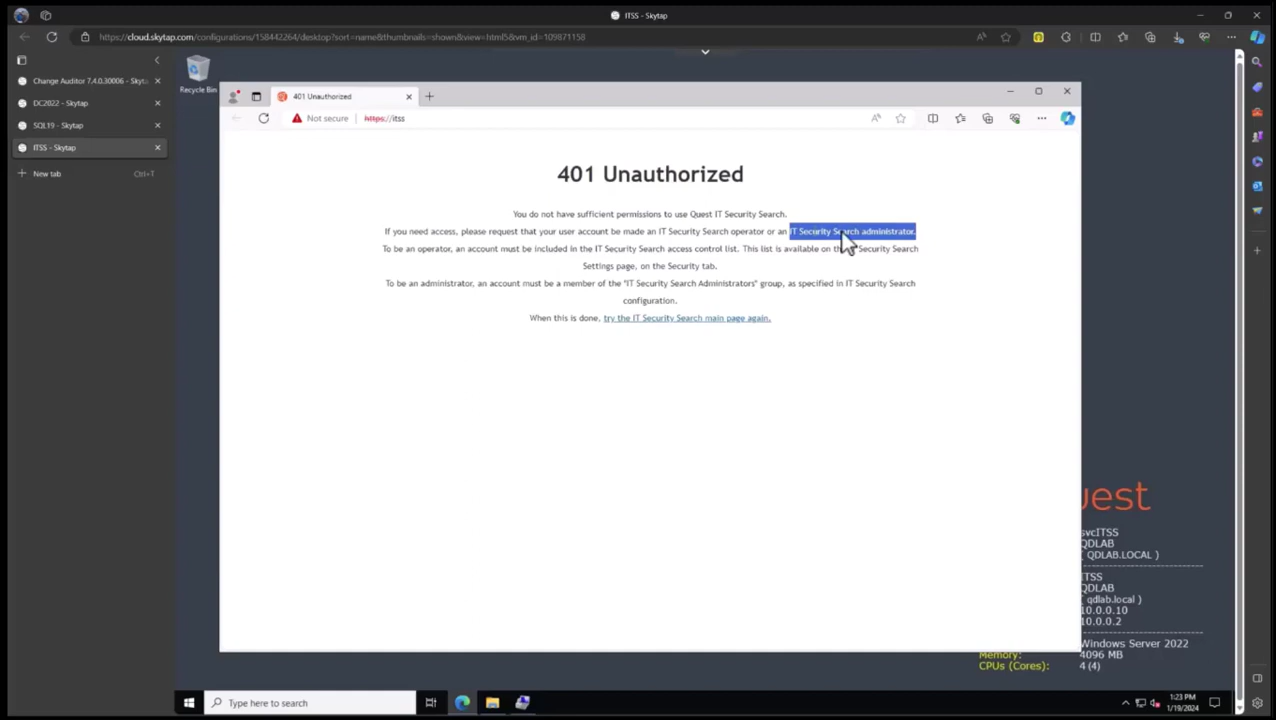 ITSS - Skytap
https://cloud.skytap.com/configurations/158442264/desktop?sort=name&thumbnails=shown&view=html5&vm_id=109871158
Change Auditor 7.4.0.30006 - Skyta
DC2022 - Skytap
SQL19 - Skytap
ITSS - Skytap
New tab Ctrl+T
Recycle Bin
401 Unauthorized
Not secure https://itss
401 Unauthorized
You do not have sufficient permissions to use Quest IT Security Search.
If you need access, please request that your user account be made an IT Security Search operator or an IT Security Search administrator.
To be an operator, an account must be included in the IT Security Search access control list. This list is available on the Security Search
Settings page, on the Security tab.
To be an administrator, an account must be a member of the "IT Security Search Administrators" group, as specified in IT Security Search
configuration.
When this is done, try the IT Security Search main page again.
uest
svcITSS
QDLAB
( QDLAB.LOCAL )
ITSS
QDLAB
( qdlab.local )
10.0.0.10
10.0.0.2
Windows Server 2022
Memory: 4096 MB
CPUs (Cores): 4 (4)
Type here to search
1:23 PM
1/19/2024